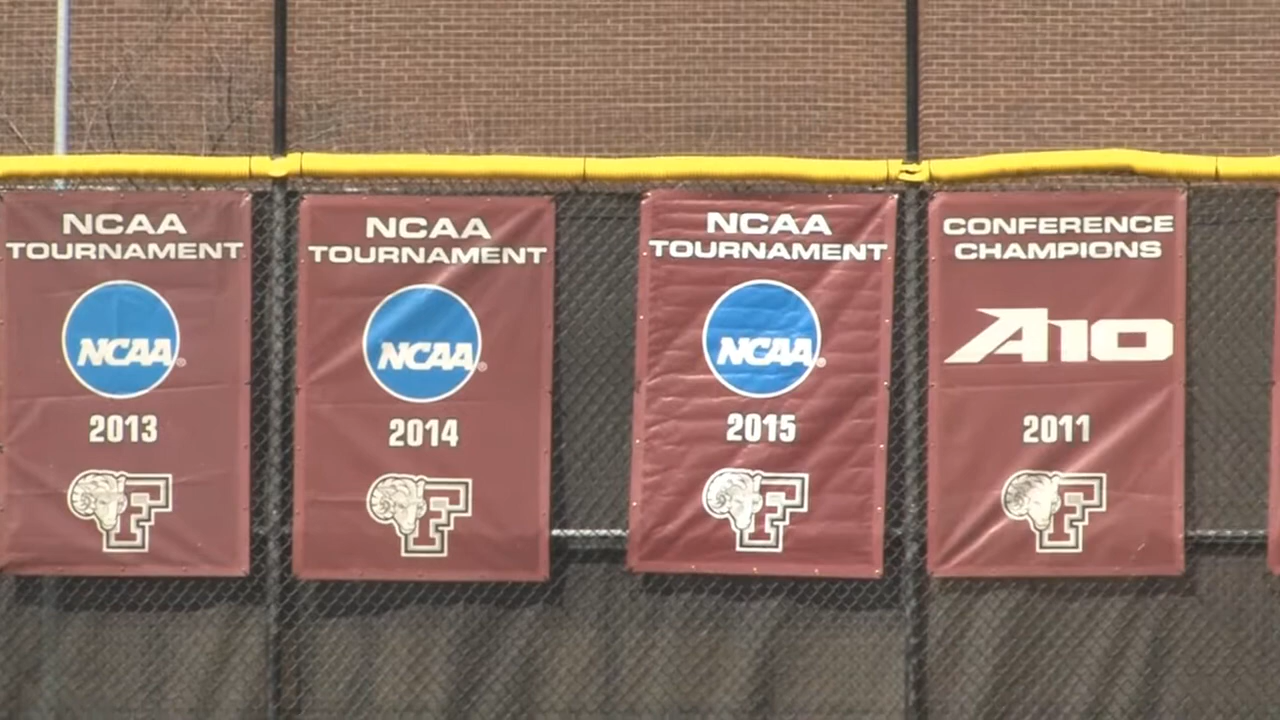 NCAA
TOURNAMENT
NCAA®
2013
F
NCAA
TOURNAMENT
NCAA®
2014
F
NCAA
TOURNAMENT
NCAA®
2015
F
CONFERENCE
CHAMPIONS
A10
2011
F